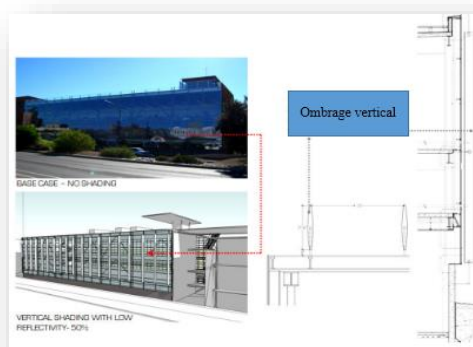 BASE CASE - NO SHADING
Ombrage vertical
VERTICAL SHADING WITH LOW
REFLECTIVITY- 50%